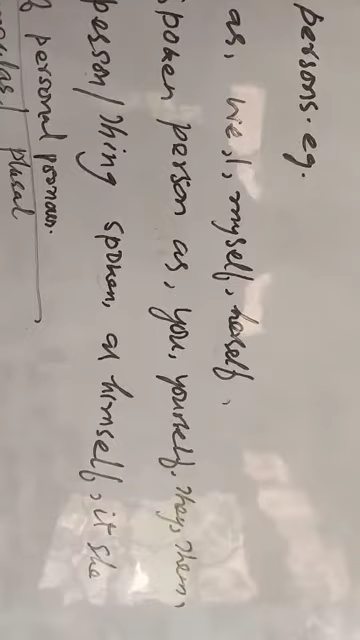 persons. eg.
as, we, I, myself, herself,
spoken person as, you, yourself. They, them,
person/thing spoken, as himself, it she
personal pronoun.
plural